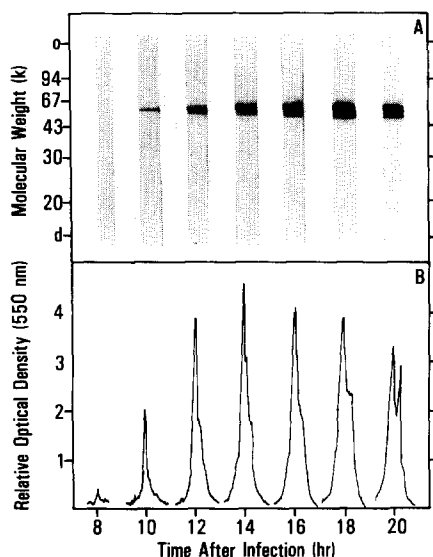 A
Molecular Weight (k)
o
94
67
43
30
20
d
B
Relative Optical Density (550 nm)
4
3
2
1
8 10 12 14 16 18 20
Time After Infection (hr)